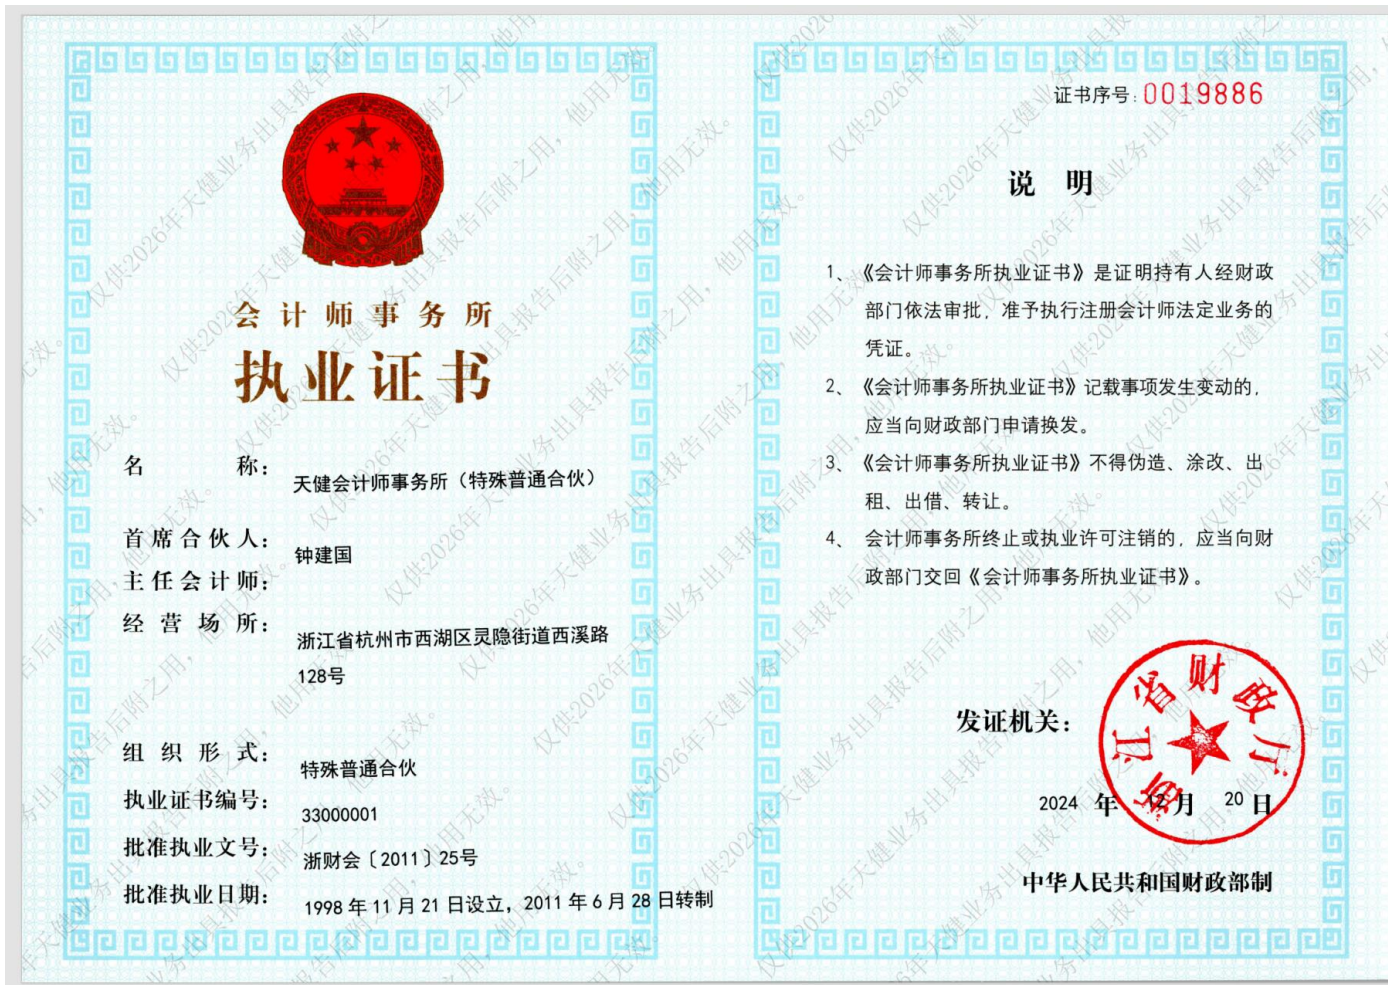 会计师事务所
执业证书
名称：
天健会计师事务所（特殊普通合伙）
首席合伙人：
钟建国
主任会计师：
经营场所：
浙江省杭州市西湖区灵隐街道西溪路
128号
组织形式：
特殊普通合伙
执业证书编号：
33000001
批准执业文号：
浙财会〔2011〕25号
批准执业日期：
1998年11月21日设立，2011年6月28日转制
证书序号：0019886
说明
1、《会计师事务所执业证书》是证明持有人经财政
部门依法审批，准予执行注册会计师法定业务的
凭证。
2、《会计师事务所执业证书》记载事项发生变动的，
应当向财政部门申请换发。
3、《会计师事务所执业证书》不得伪造、涂改、出
租、出借、转让。
4、会计师事务所终止或执业许可注销的，应当向财
政部门交回《会计师事务所执业证书》。
发证机关：
浙江省财政厅
2024年12月20日
中华人民共和国财政部制
仅供2026年天健业务出具报告后附之用，他用无效。